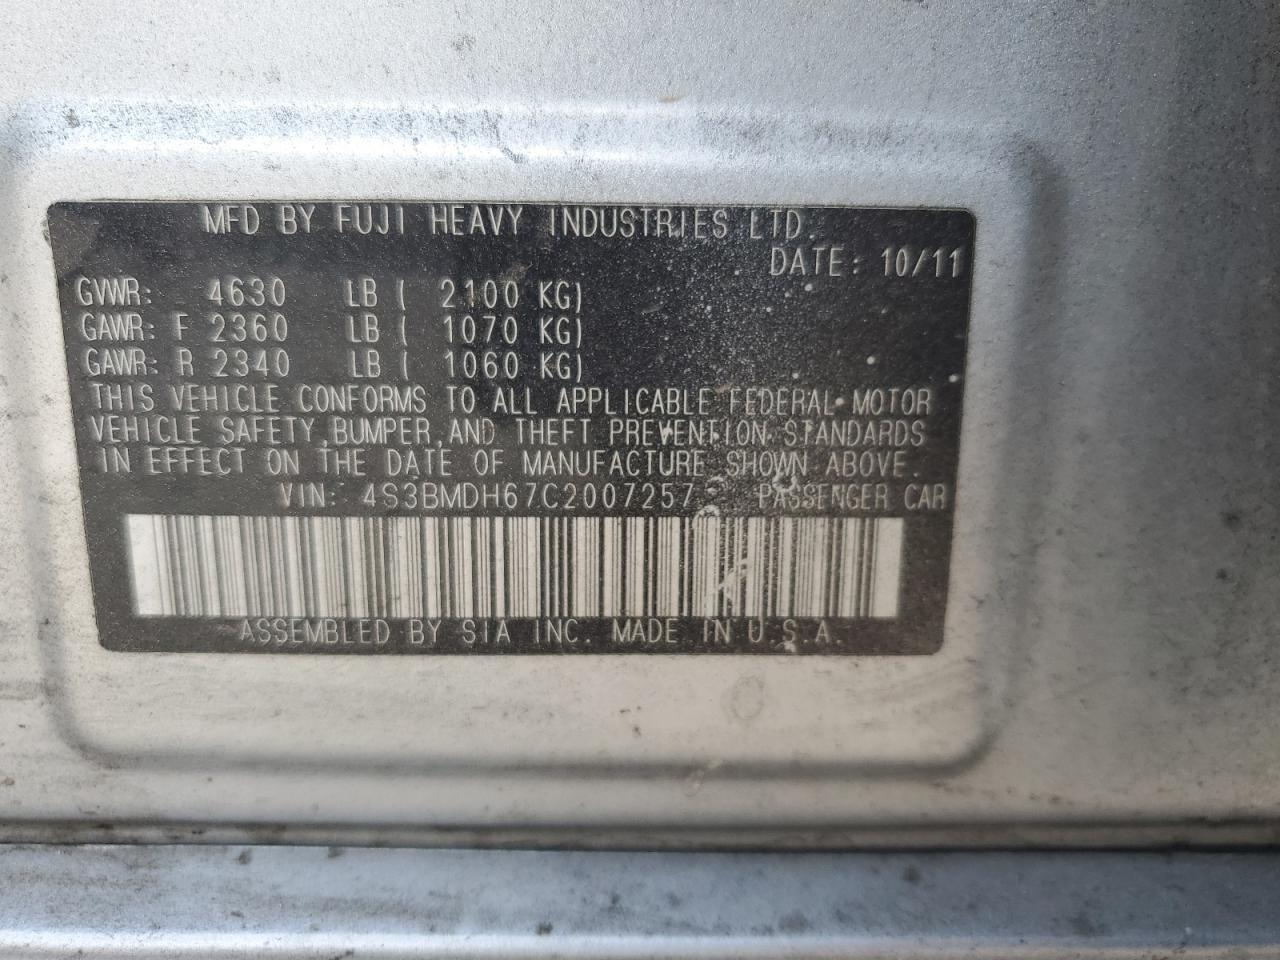 MFD BY FUJI HEAVY INDUSTRIES LTD.
DATE: 10/11
GVWR: 4630 LB ( 2100 KG)
GAWR: F 2360 LB ( 1070 KG)
GAWR: R 2340 LB ( 1060 KG)
THIS VEHICLE CONFORMS TO ALL APPLICABLE FEDERAL MOTOR
VEHICLE SAFETY,BUMPER,AND THEFT PREVENTION STANDARDS
IN EFFECT ON THE DATE OF MANUFACTURE SHOWN ABOVE.
VIN: 4S3BMDH67C2007257 PASSENGER CAR
ASSEMBLED BY SIA INC. MADE IN U.S.A.